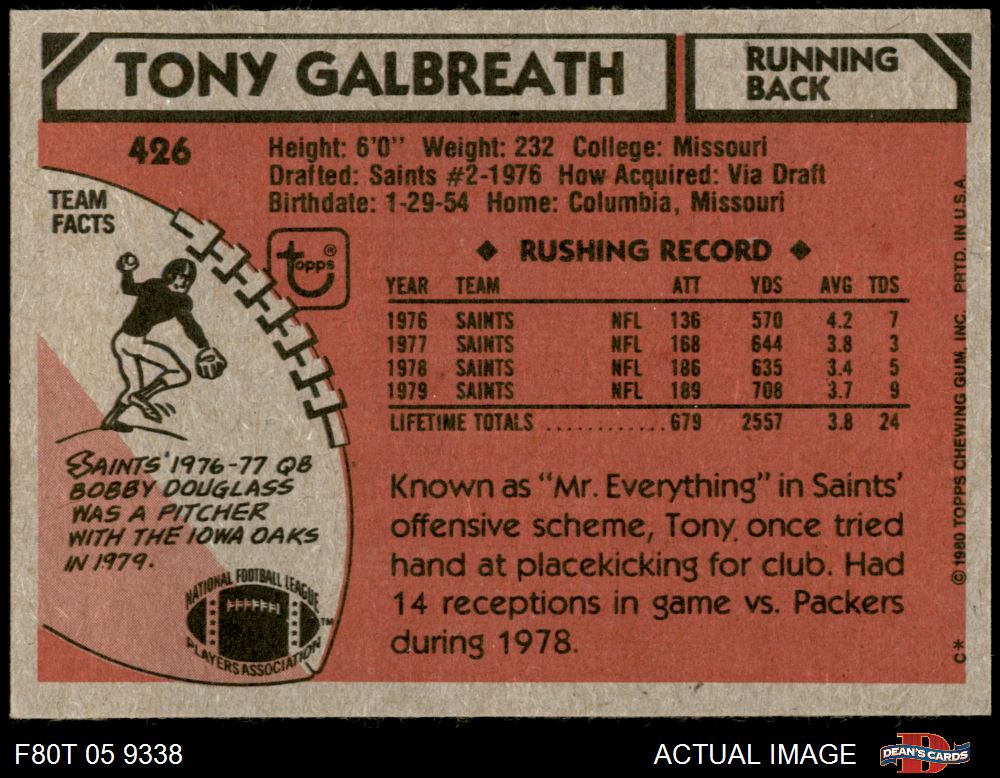 TONY GALBREATH
RUNNING
BACK
426
Height: 6'0" Weight: 232 College: Missouri
Drafted: Saints #2-1976 How Acquired: Via Draft
Birthdate: 1-29-54 Home: Columbia, Missouri
TEAM
FACTS
topps®
◆ RUSHING RECORD ◆
YEAR TEAM ATT YDS AVG TDS
1976 SAINTS NFL 136 570 4.2 7
1977 SAINTS NFL 168 644 3.8 3
1978 SAINTS NFL 186 635 3.4 5
1979 SAINTS NFL 189 708 3.7 9
LIFETIME TOTALS ............ 679 2557 3.8 24
SAINTS' 1976-77 QB
BOBBY DOUGLASS
WAS A PITCHER
WITH THE IOWA OAKS
IN 1979.
NATIONAL FOOTBALL LEAGUE
PLAYERS ASSOCIATION
TM
Known as "Mr. Everything" in Saints'
offensive scheme, Tony once tried
hand at placekicking for club. Had
14 receptions in game vs. Packers
during 1978.
C* © 1980 TOPPS CHEWING GUM, INC. PRTD. IN U.S.A.
F80T 05 9338
ACTUAL IMAGE
D
DEAN'S CARDS